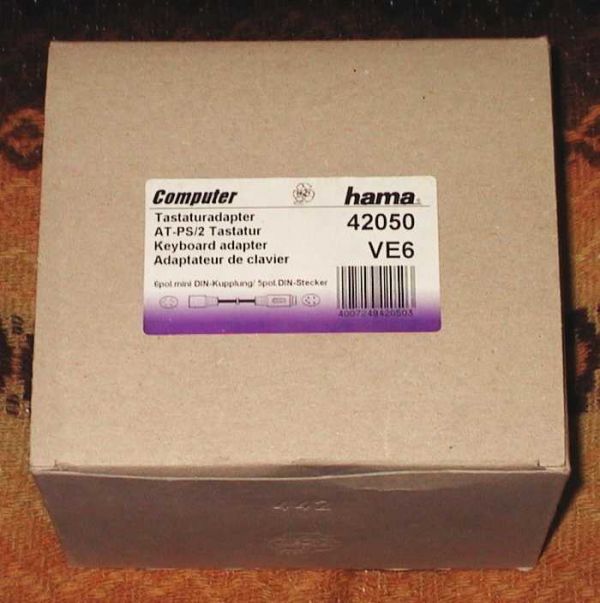 Computer
hama
Tastaturadapter
42050
AT-PS/2 Tastatur
Keyboard adapter
VE6
Adaptateur de clavier
6pol.mini DIN-Kupplung/ 5pol.DIN-Stecker
4007249420503
442